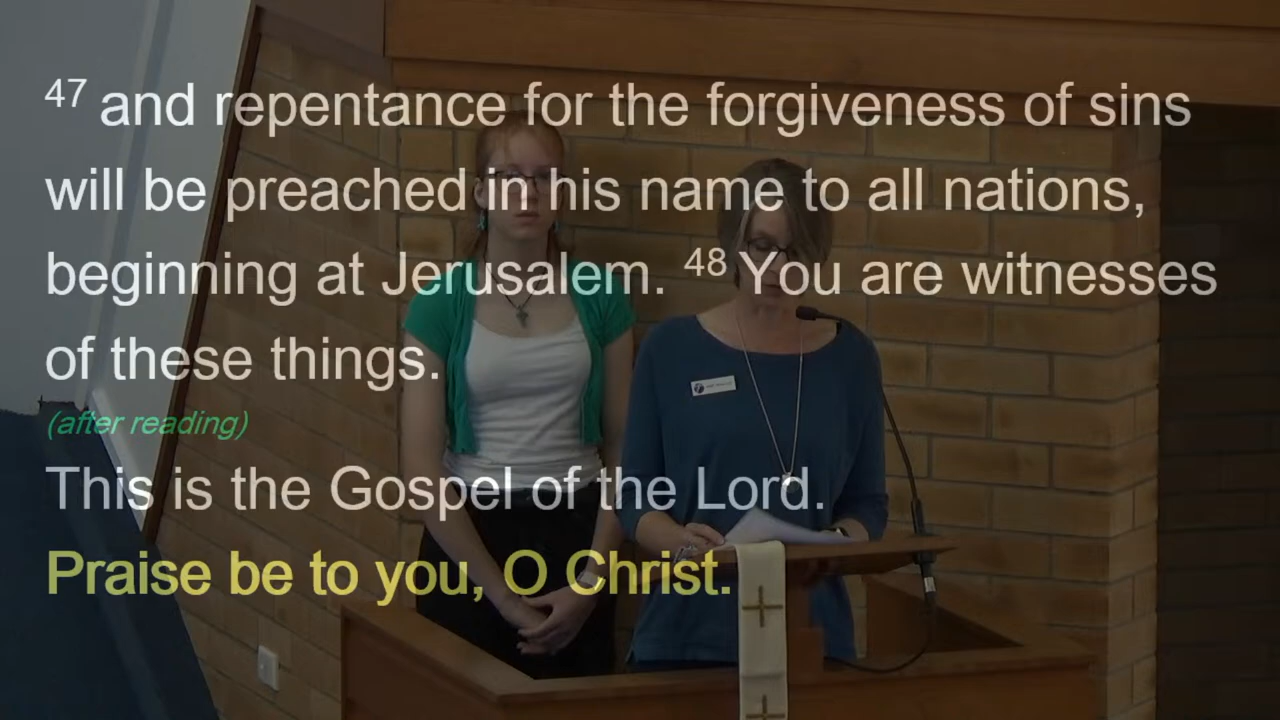 47 and repentance for the forgiveness of sins
will be preached in his name to all nations,
beginning at Jerusalem. 48 You are witnesses
of these things.
(after reading)
This is the Gospel of the Lord.
Praise be to you, O Christ.